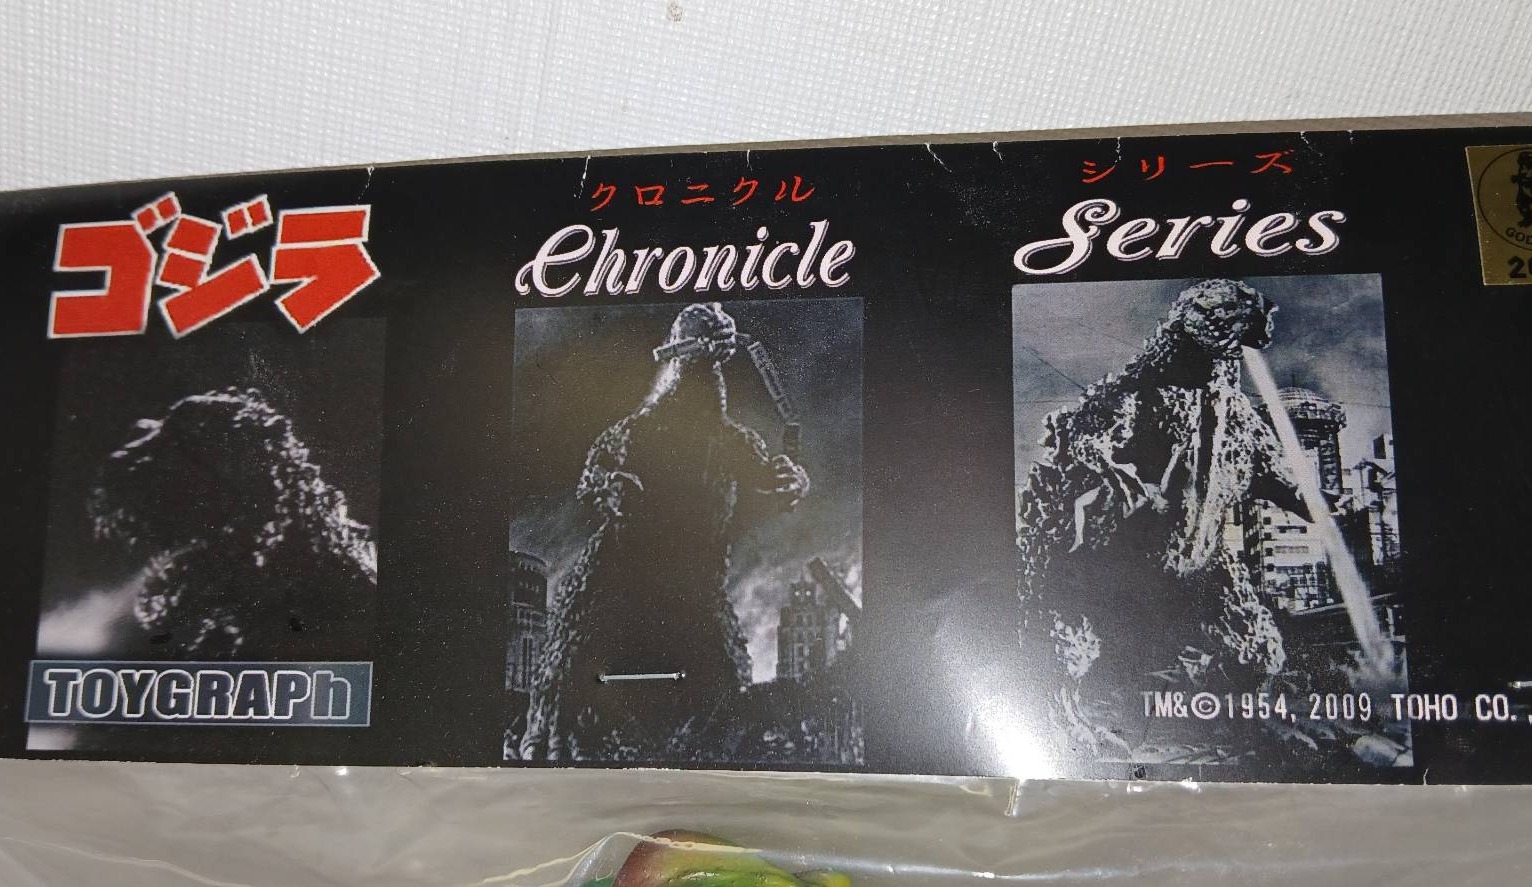 ゴジラ
クロニクル
シリーズ
Chronicle
Series
TOYGRAPh
TM&©1954, 2009 TOHO CO.,